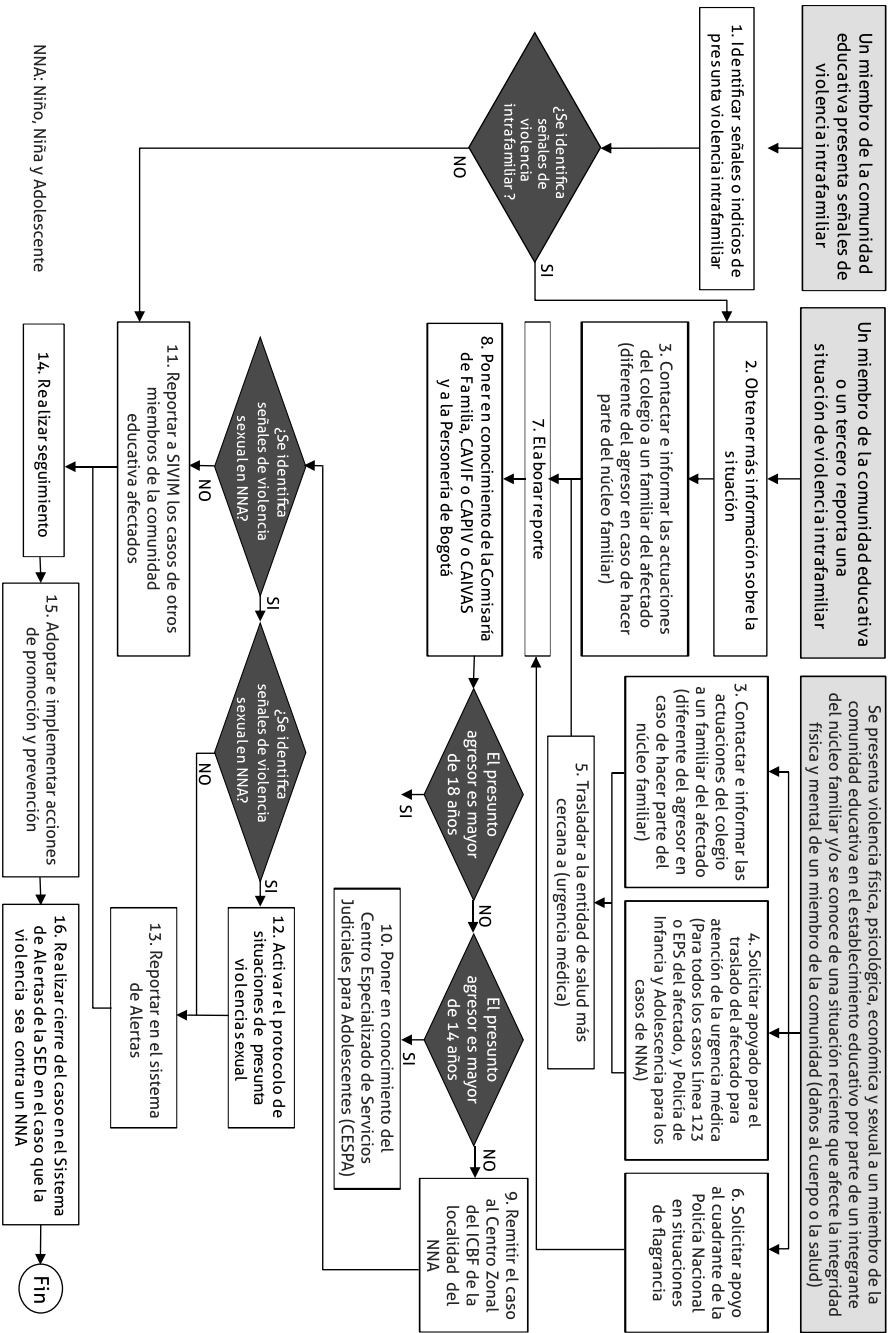 Un miembro de la comunidad
educativa presenta señales de
violencia intrafamiliar
Un miembro de la comunidad educativa
o un tercero reporta una
situación de violencia intrafamiliar
Se presenta violencia física, psicológica, económica y sexual a un miembro de la
comunidad educativa en el establecimiento educativo por parte de un integrante
del núcleo familiar y/o se conoce de una situación reciente que afecte la integridad
física y mental de un miembro de la comunidad (daños al cuerpo o la salud)
1. Identificar señales o indicios de
presunta violencia intrafamiliar
2. Obtener más información sobre la
situación
3. Contactar e informar las
actuaciones del colegio
a un familiar del afectado
(diferente del agresor en
caso de hacer parte del
núcleo familiar)
4. Solicitar apoyado para el
traslado del afectado para
atención de la urgencia médica
(Para todos los casos Línea 123
o EPS del afectado, y Policía de
Infancia y Adolescencia para los
casos de NNA)
6. Solicitar apoyo
al cuadrante de la
Policía Nacional
en situaciones
de flagrancia
¿Se identifica
señales de
violencia
intrafamiliar ?
SI
NO
3. Contactar e informar las actuaciones
del colegio a un familiar del afectado
(diferente del agresor en caso de hacer
parte del núcleo familiar)
5. Trasladar a la entidad de salud más
cercana a (urgencia médica)
7. Elaborar reporte
8. Poner en conocimiento de la Comisaría
de Familia, CAVIF o CAPIV o CAIVAS
y a la Personería de Bogotá
El presunto
agresor es mayor
de 18 años
NO
SI
El presunto
agresor es mayor
de 14 años
NO
SI
9. Remitir el caso
al Centro Zonal
del ICBF de la
localidad del
NNA
10. Poner en conocimiento del
Centro Especializado de Servicios
Judiciales para Adolescentes (CESPA)
¿Se identifica
señales de violencia
sexual en NNA?
SI
NO
¿Se identifica
señales de violencia
sexual en NNA?
SI
NO
12. Activar el protocolo de
situaciones de presunta
violencia sexual
11. Reportar a SIVIM los casos de otros
miembros de la comunidad
educativa afectados
13. Reportar en el sistema
de Alertas
14. Realizar seguimiento
15. Adoptar e implementar acciones
de promoción y prevención
16. Realizar cierre del caso en el Sistema
de Alertas de la SED en el caso que la
violencia sea contra un NNA
Fin
NNA: Niño, Niña y Adolescente